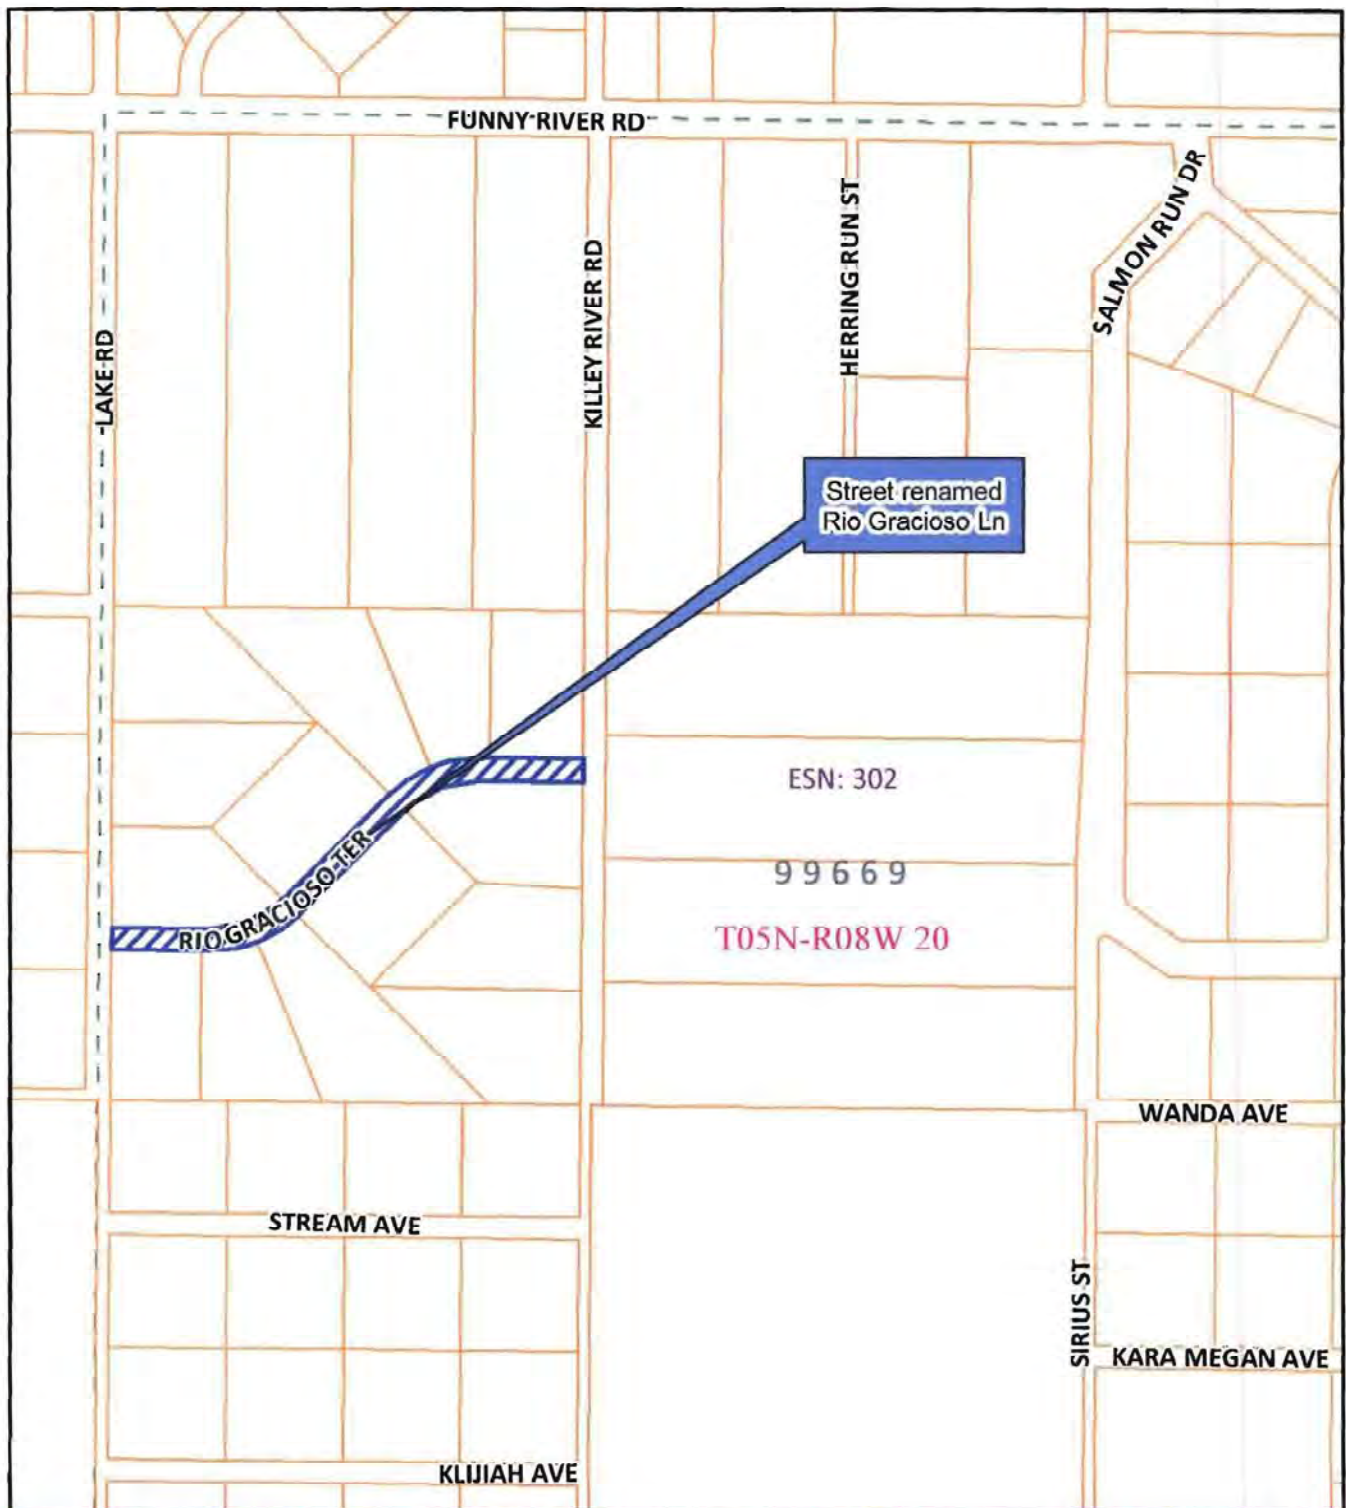 FUNNY RIVER RD
SALMON RUN DR
HERRING RUN ST
KILLEY RIVER RD
LAKE RD
Street renamed
Rio Gracioso Ln
ESN: 302
99669
RIO GRACIOSO TER
T05N-R08W 20
WANDA AVE
STREAM AVE
SIRIUS ST
KARA MEGAN AVE
KLIJIAH AVE